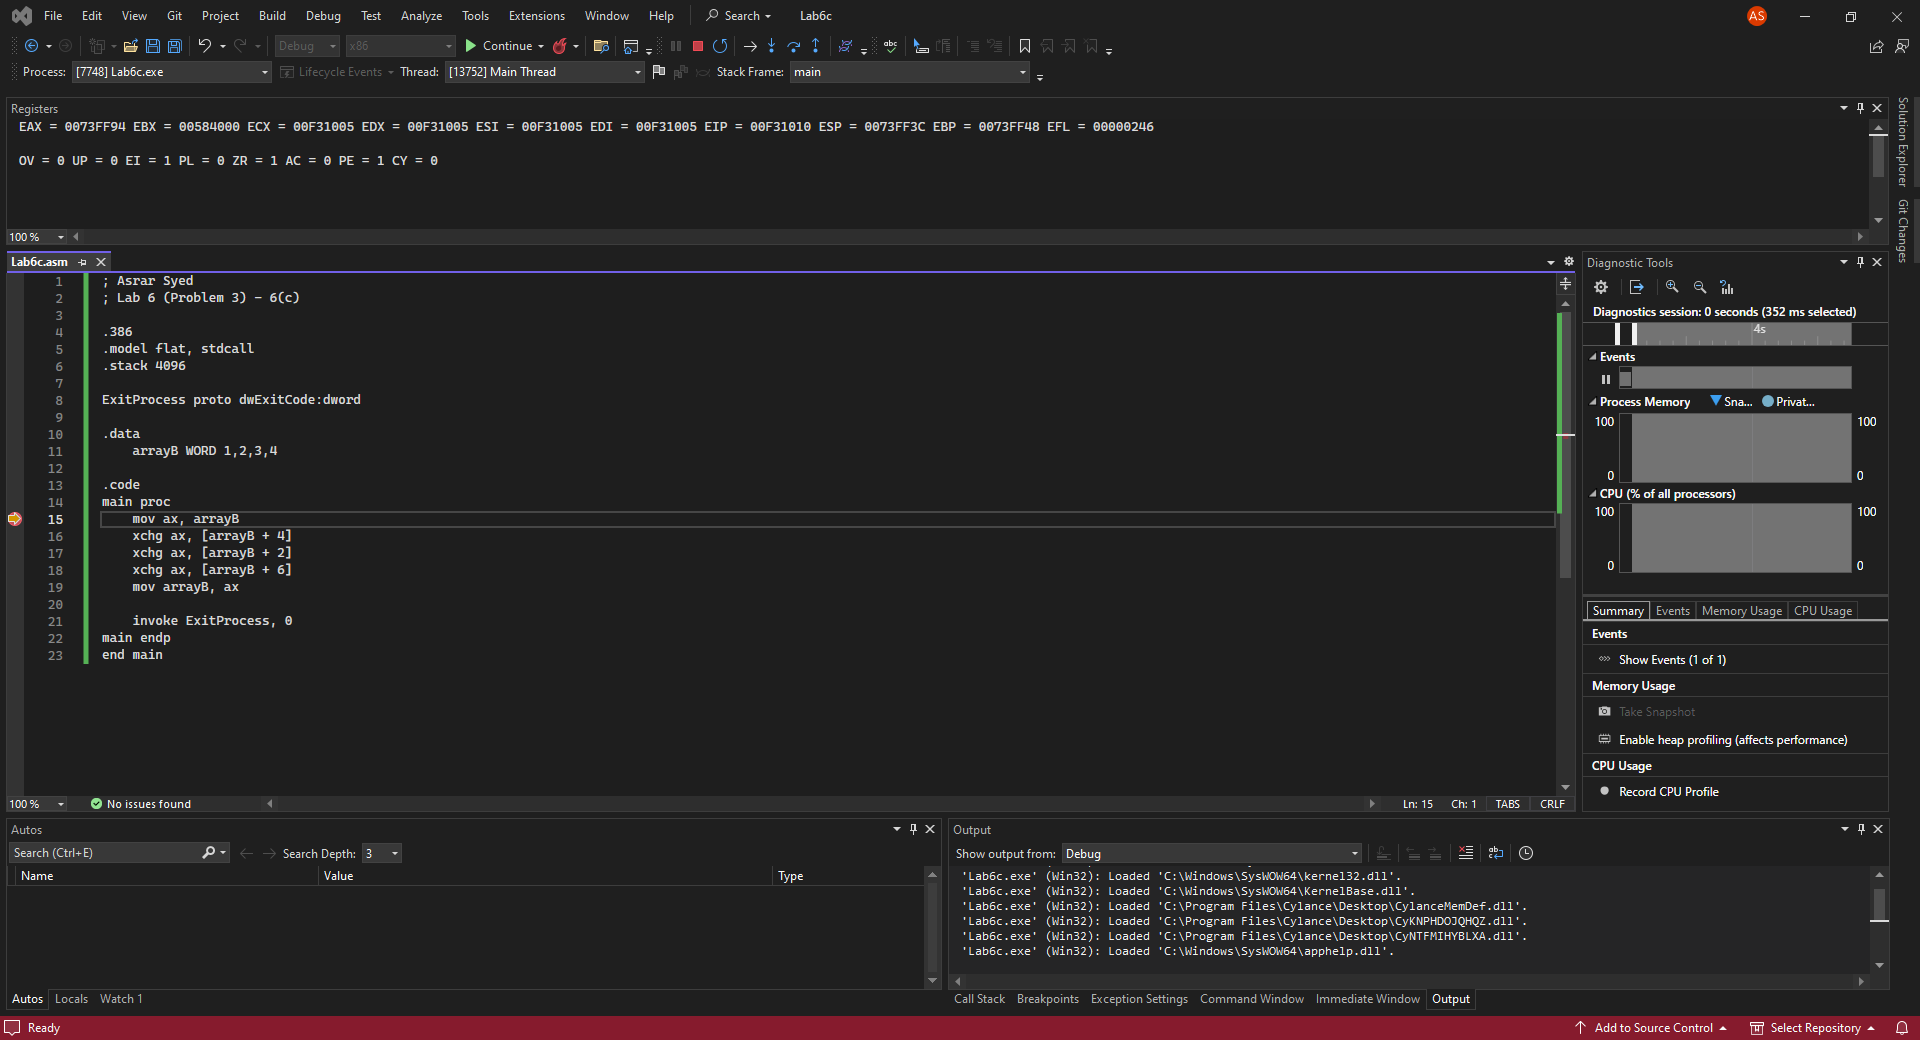 File Edit View Git Project Build Debug Test Analyze Tools Extensions Window Help Search Lab6c AS
Debug x86 Continue
Process: [7748] Lab6c.exe Lifecycle Events Thread: [13752] Main Thread Stack Frame: main
Registers
EAX = 0073FF94 EBX = 00584000 ECX = 00F31005 EDX = 00F31005 ESI = 00F31005 EDI = 00F31005 EIP = 00F31010 ESP = 0073FF3C EBP = 0073FF48 EFL = 00000246
OV = 0 UP = 0 EI = 1 PL = 0 ZR = 1 AC = 0 PE = 1 CY = 0
100 %
Solution Explorer
Git Changes
Lab6c.asm
1 ; Asrar Syed
2 ; Lab 6 (Problem 3) - 6(c)
3
4 .386
5 .model flat, stdcall
6 .stack 4096
7
8 ExitProcess proto dwExitCode:dword
9
10 .data
11 arrayB WORD 1,2,3,4
12
13 .code
14 main proc
15 mov ax, arrayB
16 xchg ax, [arrayB + 4]
17 xchg ax, [arrayB + 2]
18 xchg ax, [arrayB + 6]
19 mov arrayB, ax
20
21 invoke ExitProcess, 0
22 main endp
23 end main
100 % No issues found Ln: 15 Ch: 1 TABS CRLF
Diagnostic Tools
Diagnostics session: 0 seconds (352 ms selected)
4s
Events
Process Memory Sna... Privat...
100 100
0 0
CPU (% of all processors)
100 100
0 0
Summary Events Memory Usage CPU Usage
Events
Show Events (1 of 1)
Memory Usage
Take Snapshot
Enable heap profiling (affects performance)
CPU Usage
Record CPU Profile
Autos
Search (Ctrl+E) Search Depth: 3
Name Value Type
Autos Locals Watch 1
Output
Show output from: Debug
'Lab6c.exe' (Win32): Loaded 'C:\Windows\SysWOW64\kernel32.dll'.
'Lab6c.exe' (Win32): Loaded 'C:\Windows\SysWOW64\KernelBase.dll'.
'Lab6c.exe' (Win32): Loaded 'C:\Program Files\Cylance\Desktop\CylanceMemDef.dll'.
'Lab6c.exe' (Win32): Loaded 'C:\Program Files\Cylance\Desktop\CyKNPHDOJQHQZ.dll'.
'Lab6c.exe' (Win32): Loaded 'C:\Program Files\Cylance\Desktop\CyNTFMIHYBLXA.dll'.
'Lab6c.exe' (Win32): Loaded 'C:\Windows\SysWOW64\apphelp.dll'.
Call Stack Breakpoints Exception Settings Command Window Immediate Window Output
Ready Add to Source Control Select Repository